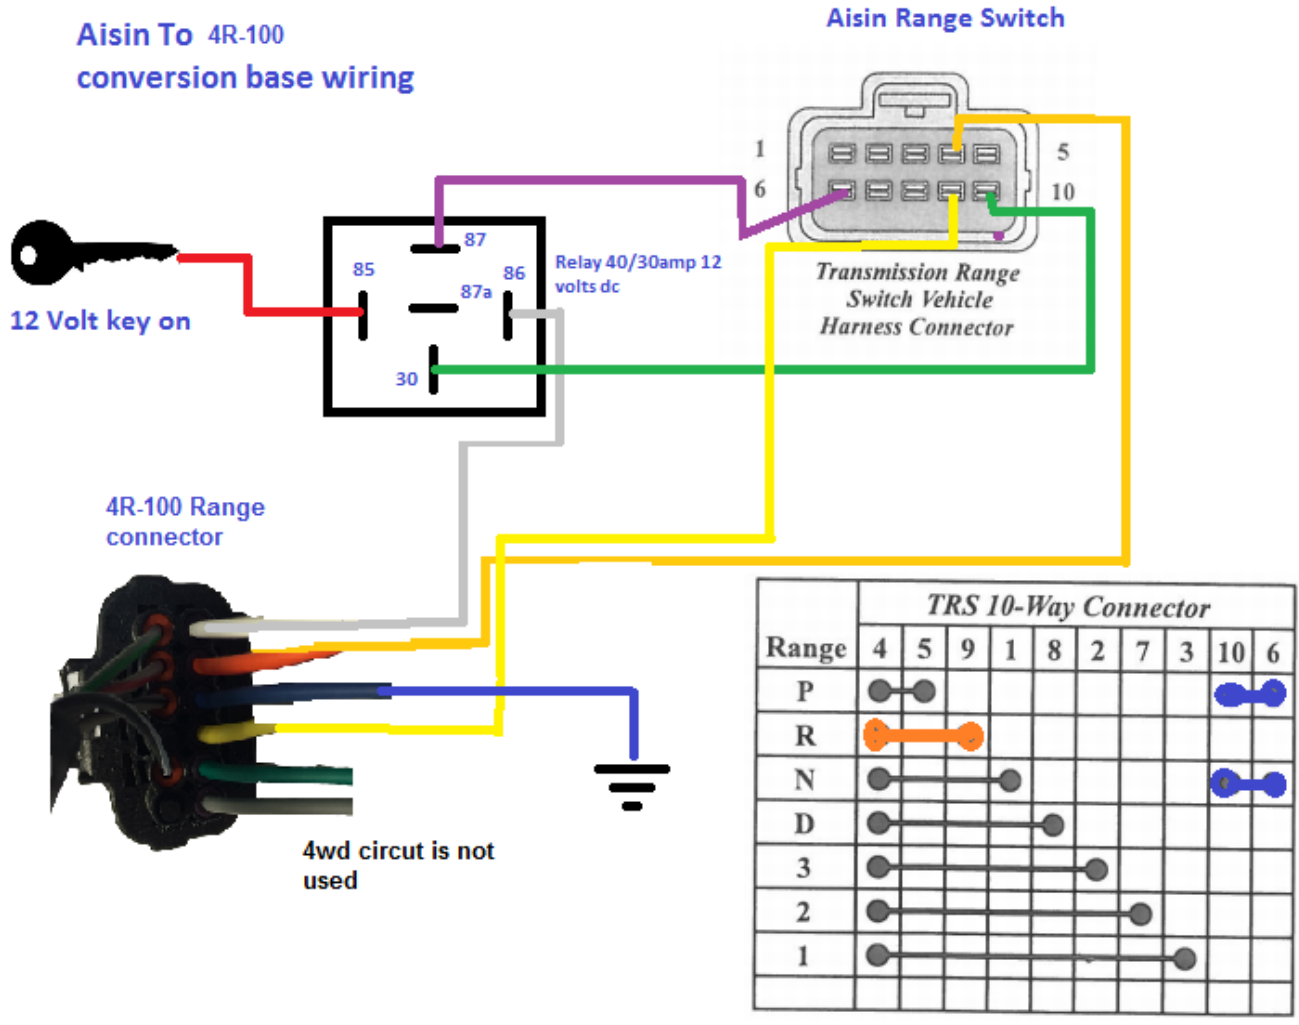 Aisin To 4R-100
conversion base wiring
Aisin Range Switch
1
5
6
10
87
85
86
87a
30
Relay 40/30amp 12
volts dc
12 Volt key on
Transmission Range
Switch Vehicle
Harness Connector
4R-100 Range
connector
4wd circut is not
used
TRS 10-Way Connector
Range 4 5 9 1 8 2 7 3 10 6
P
R
N
D
3
2
1